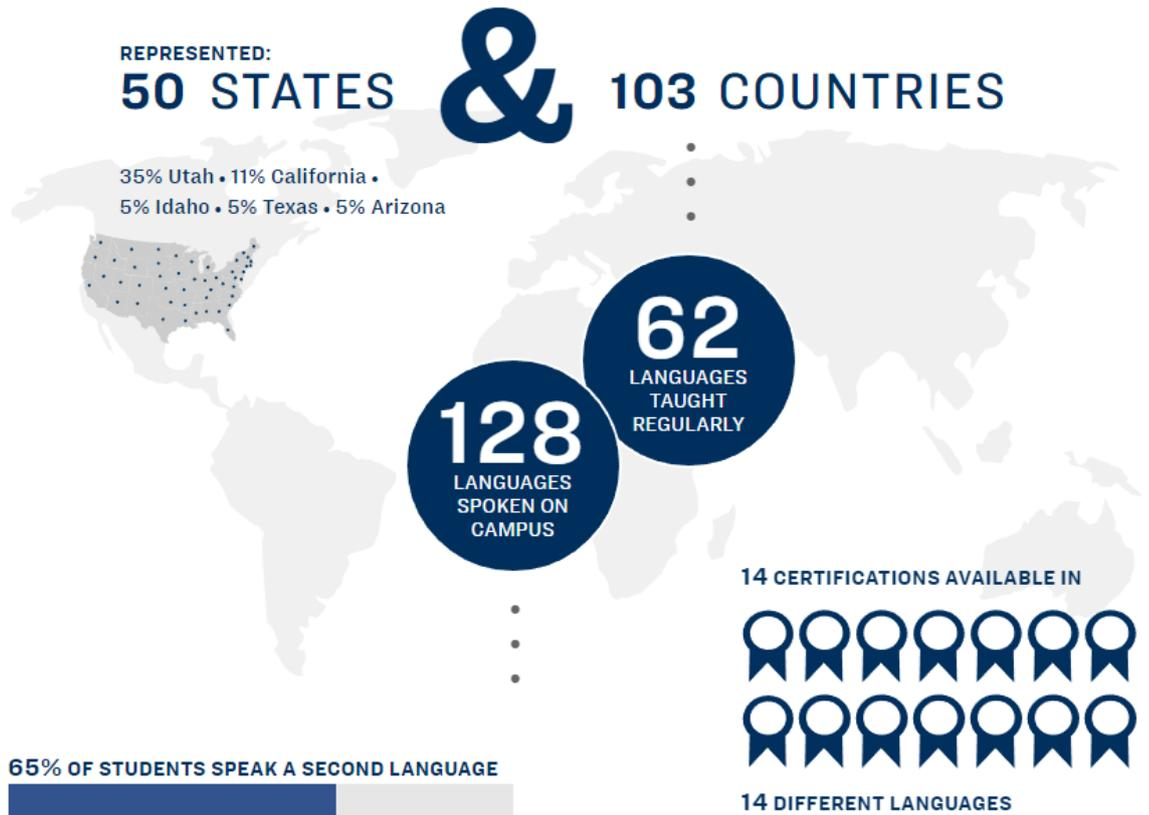 REPRESENTED:
50 STATES & 103 COUNTRIES
35% Utah • 11% California •
5% Idaho • 5% Texas • 5% Arizona
62
LANGUAGES
TAUGHT
REGULARLY
128
LANGUAGES
SPOKEN ON
CAMPUS
14 CERTIFICATIONS AVAILABLE IN
14 DIFFERENT LANGUAGES
65% OF STUDENTS SPEAK A SECOND LANGUAGE